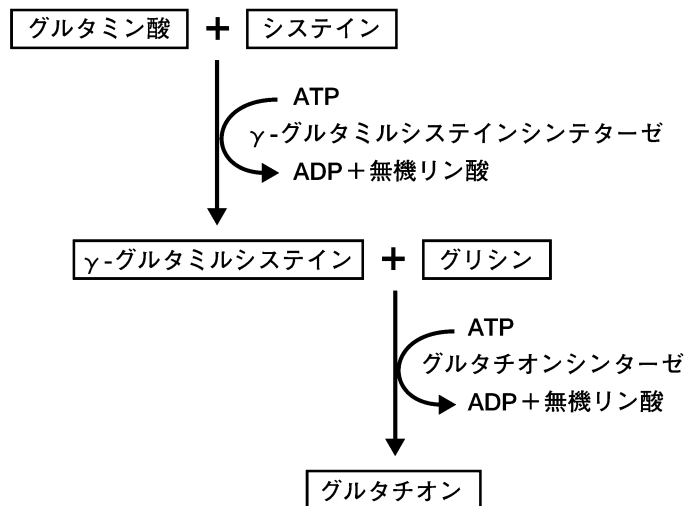 グルタミン酸 + システイン
ATP
γ-グルタミルシステインシンテターゼ
ADP+無機リン酸
γ-グルタミルシステイン + グリシン
ATP
グルタチオンシンターゼ
ADP+無機リン酸
グルタチオン